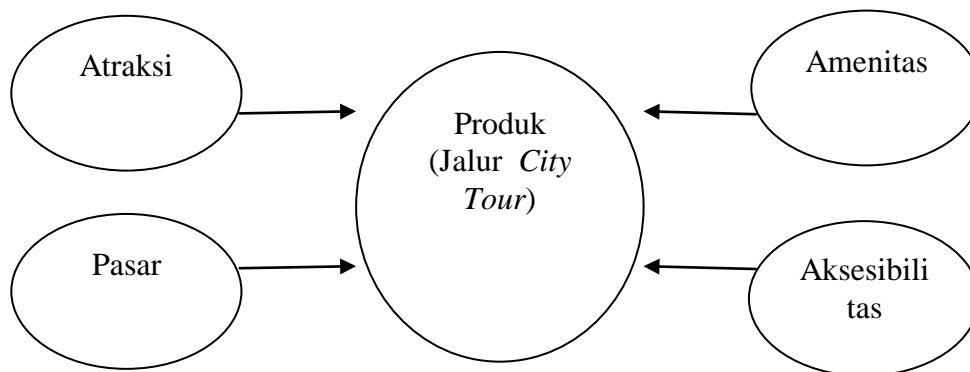 Atraksi
Amenitas
Produk
(Jalur City
Tour)
Pasar
Aksesibili
tas